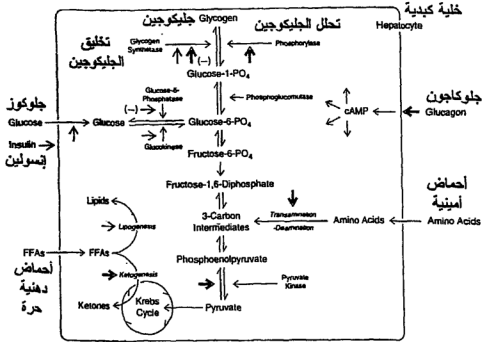 خلية كبدية
Hepatocyte
جليكوجين Glycogen
تحلل الجليكوجين
تخليق
الجليكوجين
Glycogen
Synthetase
(−)
Phosphorylase
Glucose-1-PO4
Glucose-6-
Phosphatase
(−)
Phosphoglucomutase
جلوكوز
Glucose
Glucose
Glucose-6-PO4
Glucokinase
Insulin
إنسولين
cAMP
جلوكاجون
Glucagon
Fructose-6-PO4
Fructose-1,6-Diphosphate
Lipids
Lipogenesis
3-Carbon
Intermediates
Transamination
-Deamination
Amino Acids
أحماض
أمينية
Amino Acids
FFAs
FFAs
أحماض
دهنية
حرة
Ketogenesis
Phosphoenolpyruvate
Pyruvate
Kinase
Ketones
Krebs
Cycle
Pyruvate